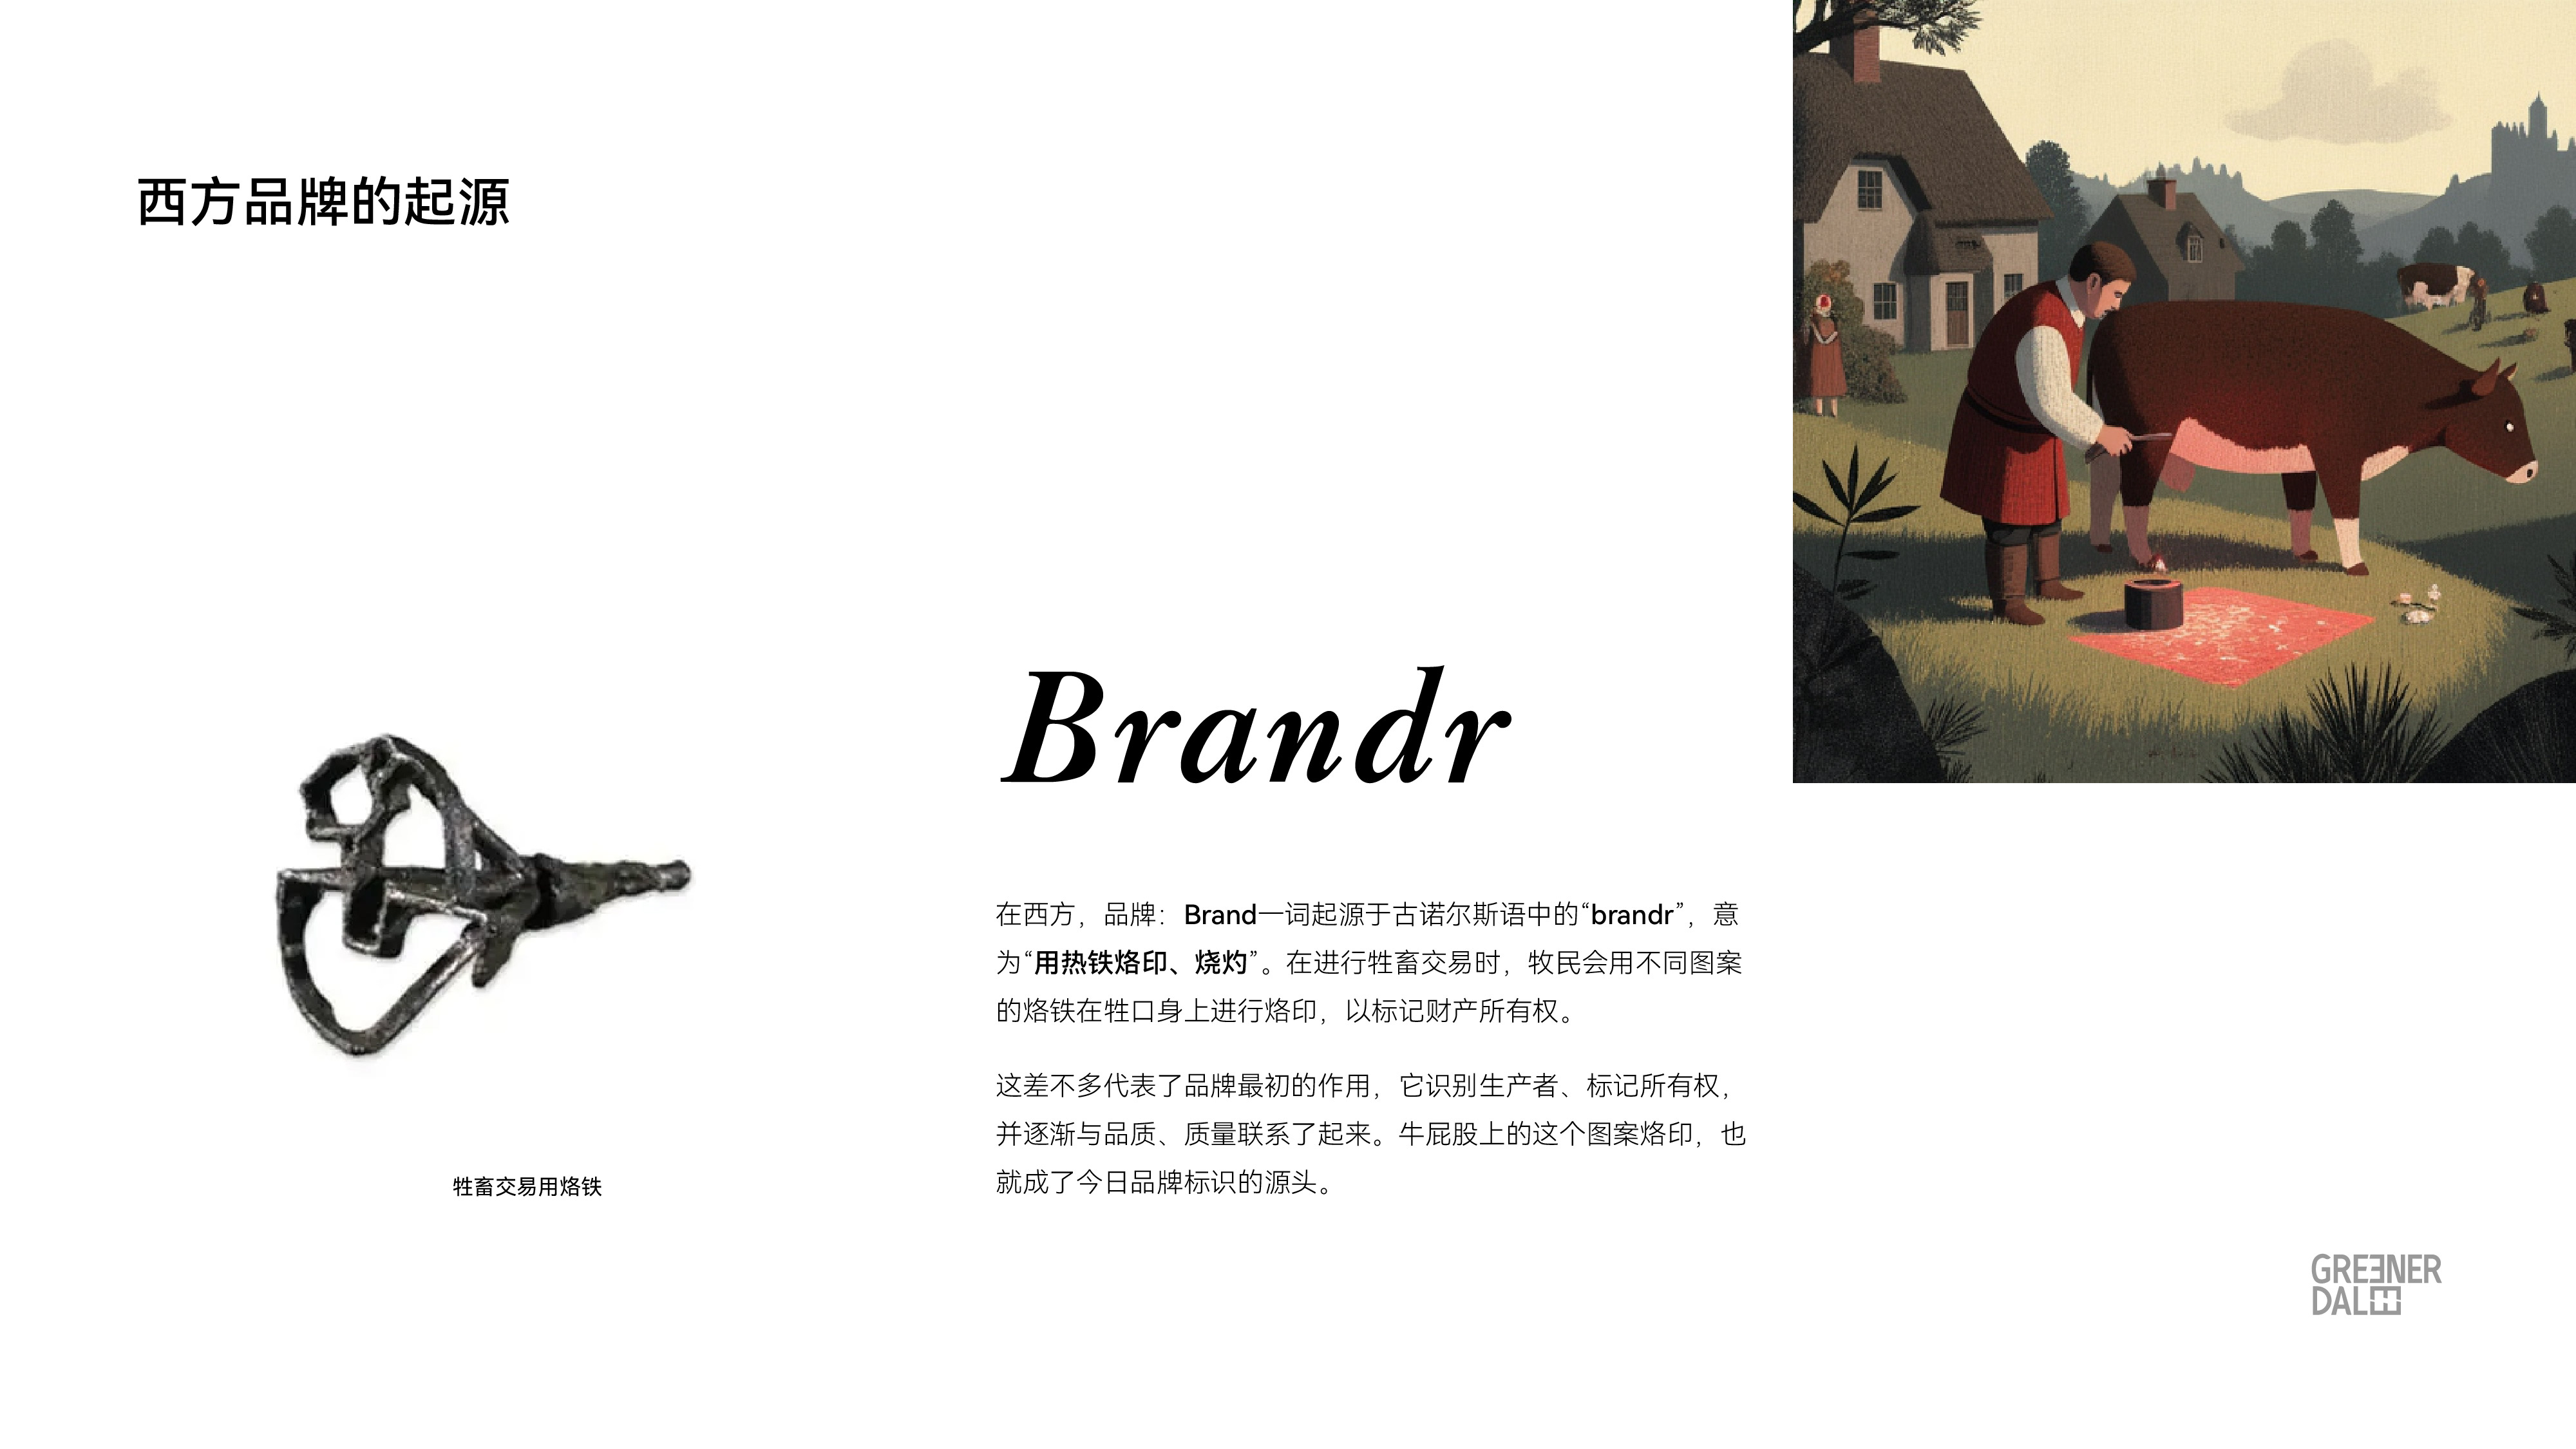 西方品牌的起源
Brandr
在西方，品牌：Brand一词起源于古诺尔斯语中的“brandr”，意
为“用热铁烙印、烧灼”。在进行牲畜交易时，牧民会用不同图案
的烙铁在牲口身上进行烙印，以标记财产所有权。
这差不多代表了品牌最初的作用，它识别生产者、标记所有权，
并逐渐与品质、质量联系了起来。牛屁股上的这个图案烙印，也
就成了今日品牌标识的源头。
牲畜交易用烙铁
GREENER
DAL